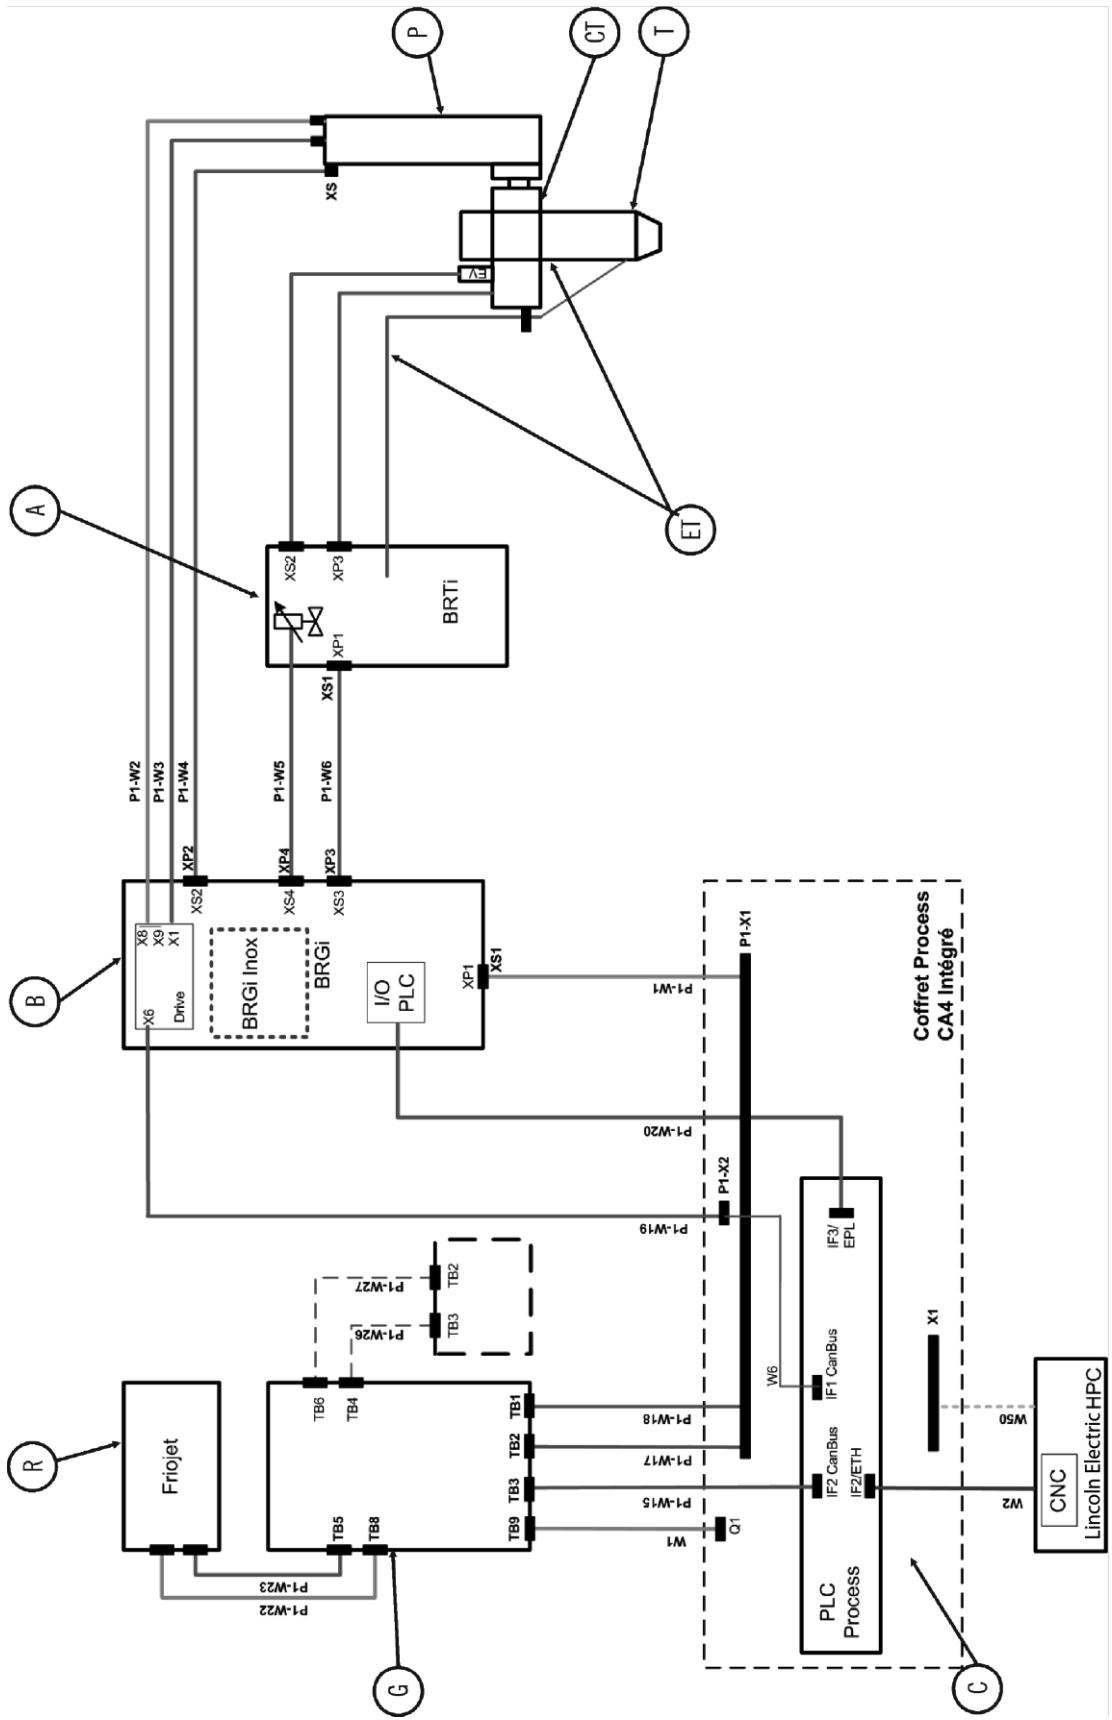 P
CT
T
XS
EV
A
ET
XS2
XP3
BRTi
XP1
XS1
P1-W2
P1-W3
P1-W4
P1-W5
P1-W6
XP2
XP4
XP3
XS2
XS4
XS3
B
X8
X9
X1
X6
Drive
BRGi Inox
BRGi
I/O
PLC
XP1
XS1
P1-W1
P1-X1
Coffret Process
CA4 Intégré
P1-W20
P1-X2
P1-W19
IF3/
EPL
TB2
TB3
P1-W27
P1-W26
TB6
TB4
R
Friojet
TB5
TB8
TB1
TB2
TB3
TB9
P1-W23
P1-W22
G
P1-W18
P1-W17
P1-W15
W1
Q1
W6
IF1 CanBus
IF2 CanBus
IF2/ETH
PLC
Process
X1
W50
W2
CNC
Lincoln Electric HPC
C